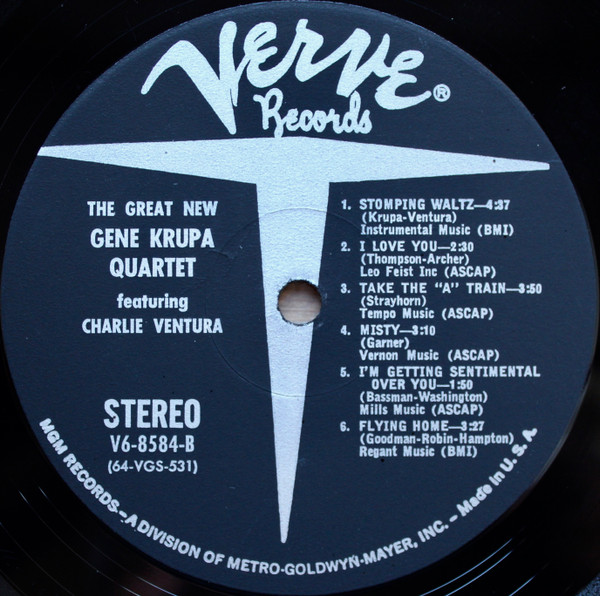 VERVE®
Records
THE GREAT NEW
GENE KRUPA
QUARTET
featuring
CHARLIE VENTURA
STEREO
V6-8584-B
(64-VGS-531)
1. STOMPING WALTZ—4:37
(Krupa-Ventura)
Instrumental Music (BMI)
2. I LOVE YOU—2:30
(Thompson-Archer)
Leo Feist Inc (ASCAP)
3. TAKE THE "A" TRAIN—3:50
(Strayhorn)
Tempo Music (ASCAP)
4. MISTY—3:10
(Garner)
Vernon Music (ASCAP)
5. I'M GETTING SENTIMENTAL
OVER YOU—1:50
(Bassman-Washington)
Mills Music (ASCAP)
6. FLYING HOME—3:27
(Goodman-Robin-Hampton)
Regant Music (BMI)
MGM RECORDS—A DIVISION OF METRO-GOLDWYN-MAYER, INC. – Made in U.S.A.